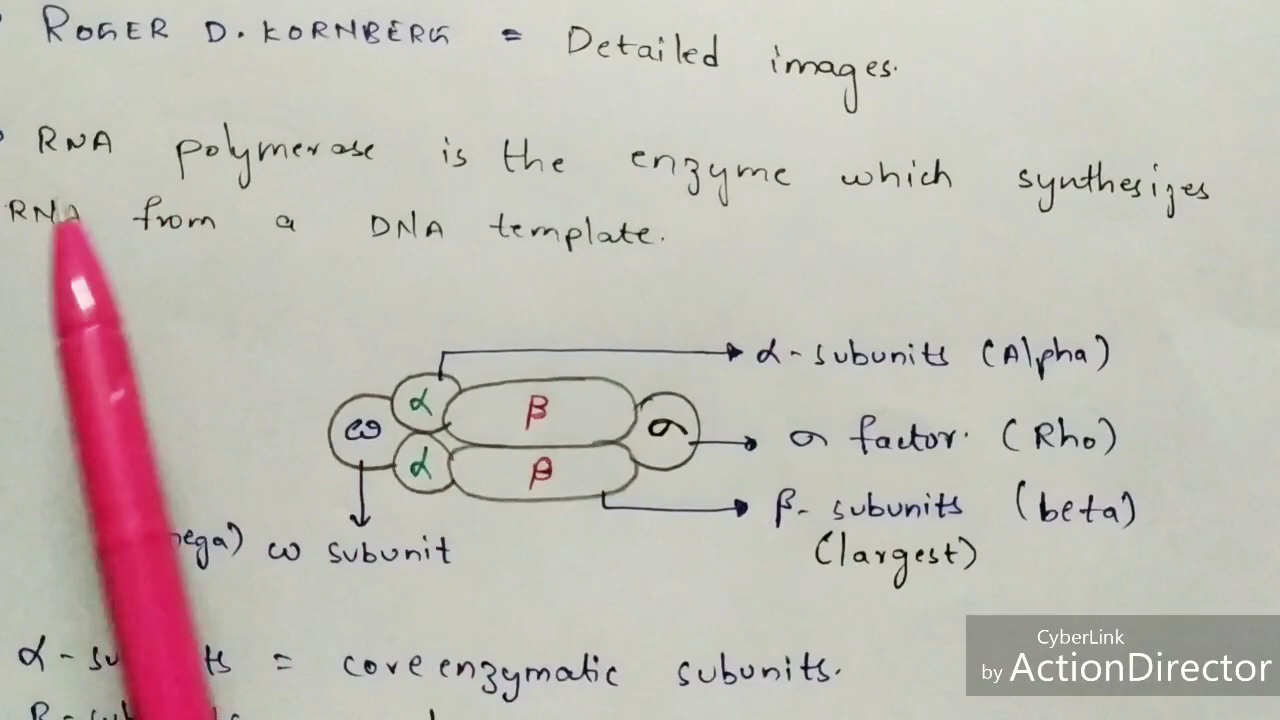 ROGER D. KORNBERG = Detailed images.
RNA polymerase is the enzyme which synthesizes
RNA from a DNA template.
α - subunits (Alpha)
α β
ω σ
σ factor. (Rho)
α β
β - subunits (beta)
(largest)
ω subunit
α - = core enzymatic subunits.
CyberLink
by ActionDirector